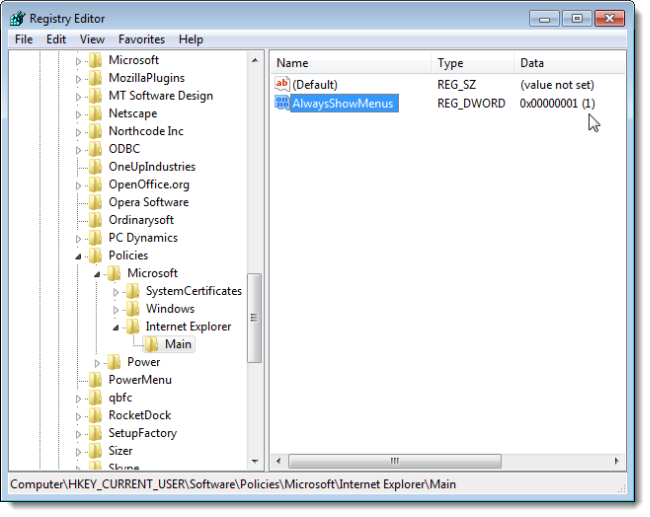 Registry Editor
File Edit View Favorites Help
Microsoft
MozillaPlugins
MT Software Design
Netscape
Northcode Inc
ODBC
OneUpIndustries
OpenOffice.org
Opera Software
Ordinarysoft
PC Dynamics
Policies
Microsoft
SystemCertificates
Windows
Internet Explorer
Main
Power
PowerMenu
qbfc
RocketDock
SetupFactory
Sizer
Skype
Name Type Data
(Default) REG_SZ (value not set)
AlwaysShowMenus REG_DWORD 0x00000001 (1)
Computer\HKEY_CURRENT_USER\Software\Policies\Microsoft\Internet Explorer\Main